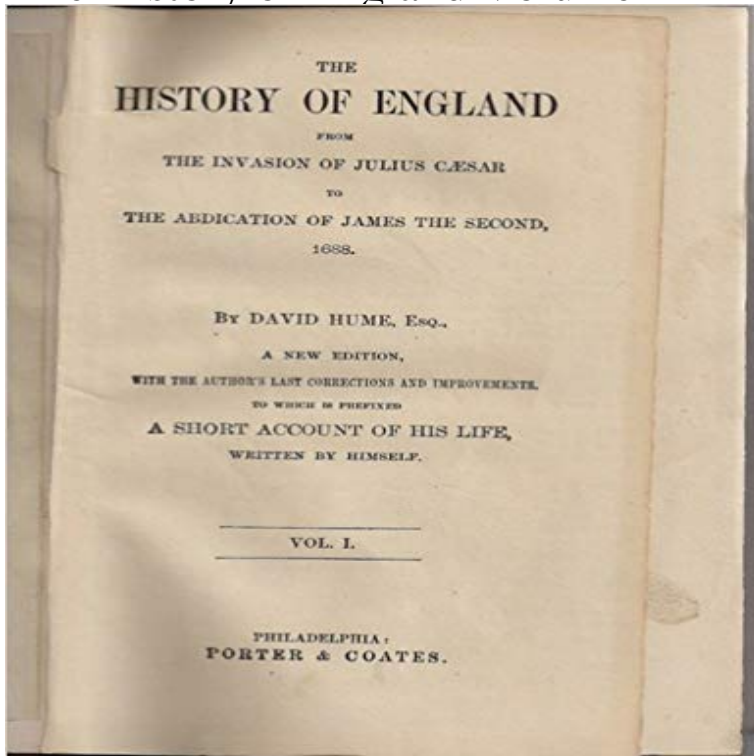 THE
HISTORY OF ENGLAND
FROM
THE INVASION OF JULIUS CÆSAR
TO
THE ABDICATION OF JAMES THE SECOND,
1688.
BY DAVID HUME, ESQ.,
A NEW EDITION,
WITH THE AUTHOR'S LAST CORRECTIONS AND IMPROVEMENTS,
TO WHICH IS PREFIXED
A SHORT ACCOUNT OF HIS LIFE,
WRITTEN BY HIMSELF.
VOL. I.
PHILADELPHIA:
PORTER & COATES.